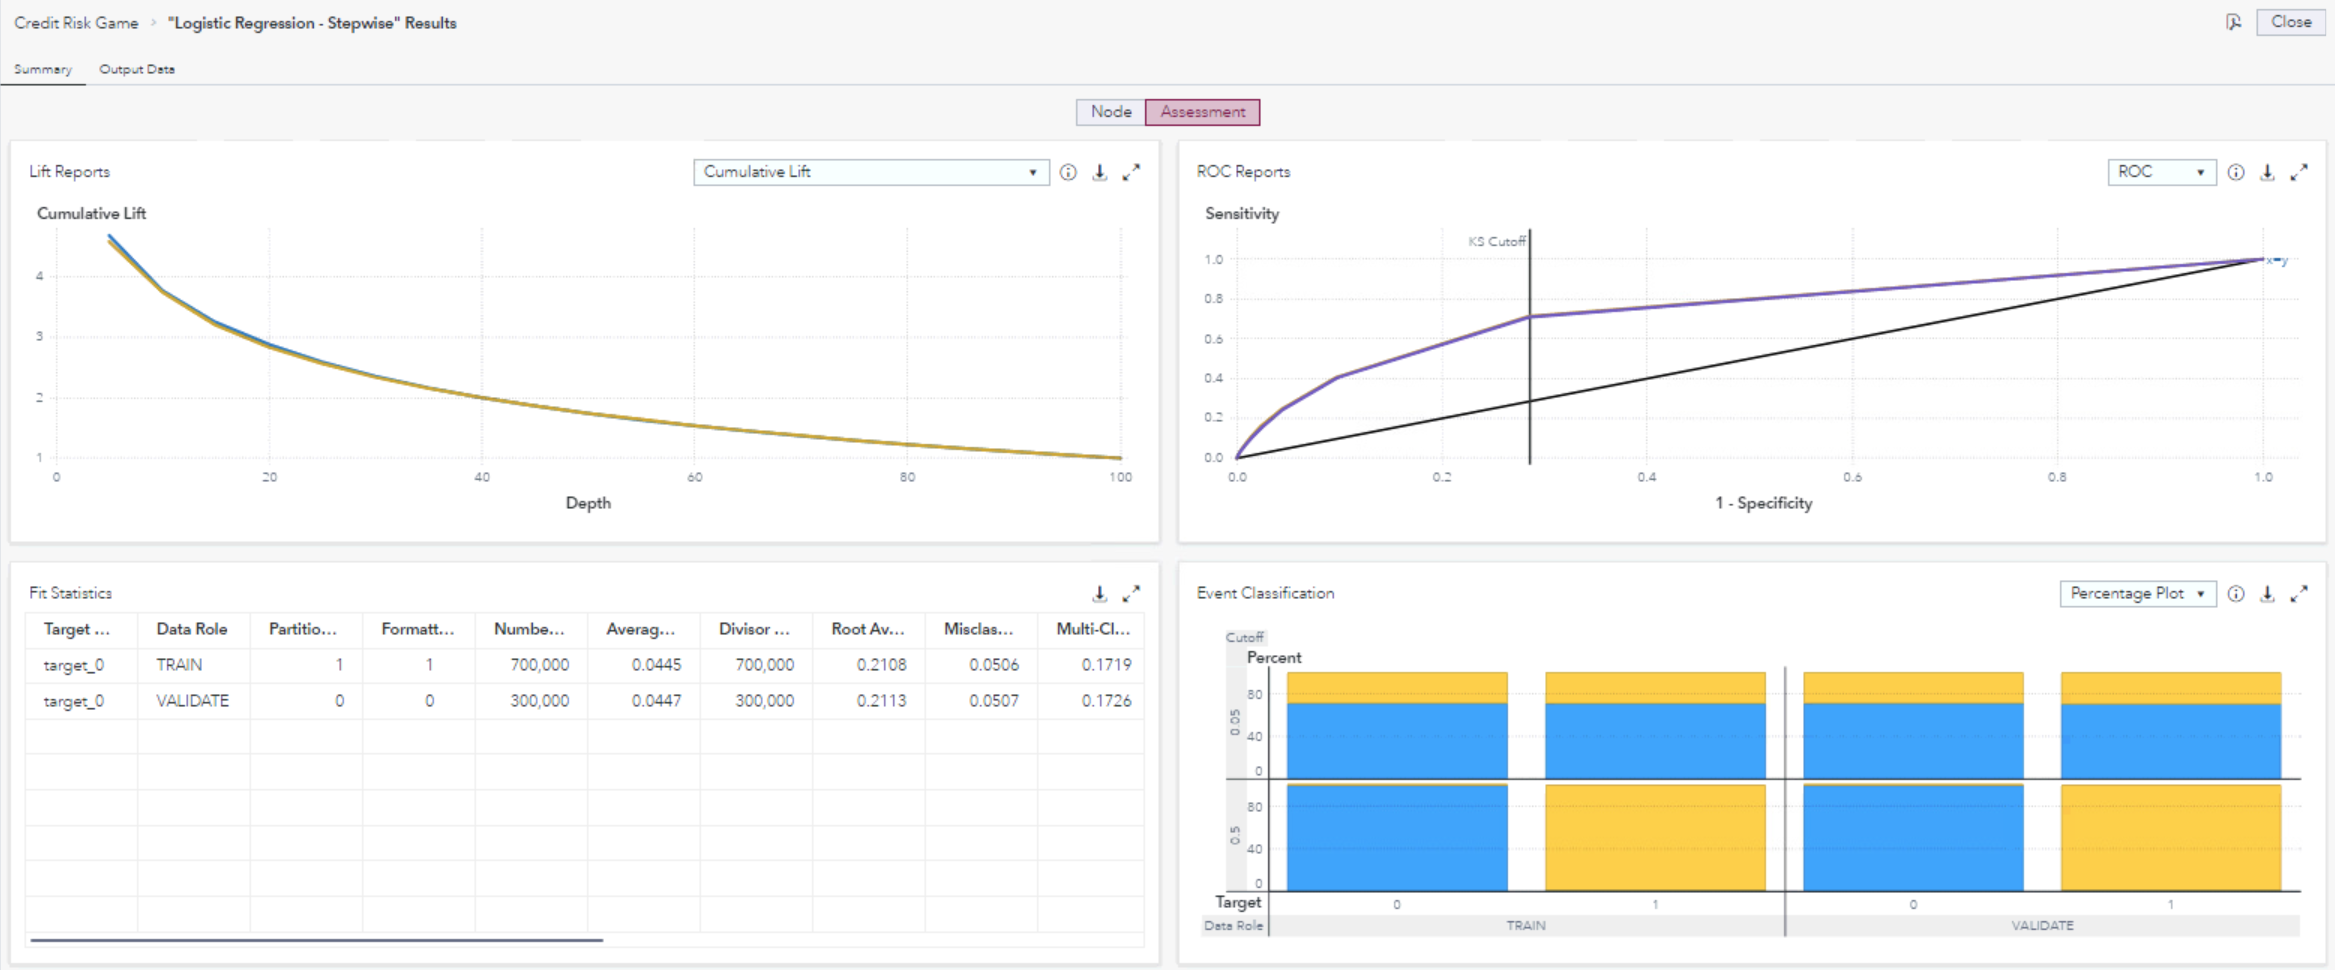 Credit Risk Game > "Logistic Regression - Stepwise" Results
Close
Summary Output Data
Node Assessment
Lift Reports
Cumulative Lift
Cumulative Lift
4
3
2
1
0 20 40 60 80 100
Depth
ROC Reports
ROC
Sensitivity
KS Cutoff
x=y
1.0
0.8
0.6
0.4
0.2
0.0
0.0 0.2 0.4 0.6 0.8 1.0
1 - Specificity
Fit Statistics
Target ... Data Role Partitio... Formatt... Numbe... Averag... Divisor ... Root Av... Misclas... Multi-Cl...
target_0 TRAIN 1 1 700,000 0.0445 700,000 0.2108 0.0506 0.1719
target_0 VALIDATE 0 0 300,000 0.0447 300,000 0.2113 0.0507 0.1726
Event Classification
Percentage Plot
Cutoff
Percent
0.05
80
40
0
0.5
80
40
0
Target 0 1 0 1
Data Role TRAIN VALIDATE